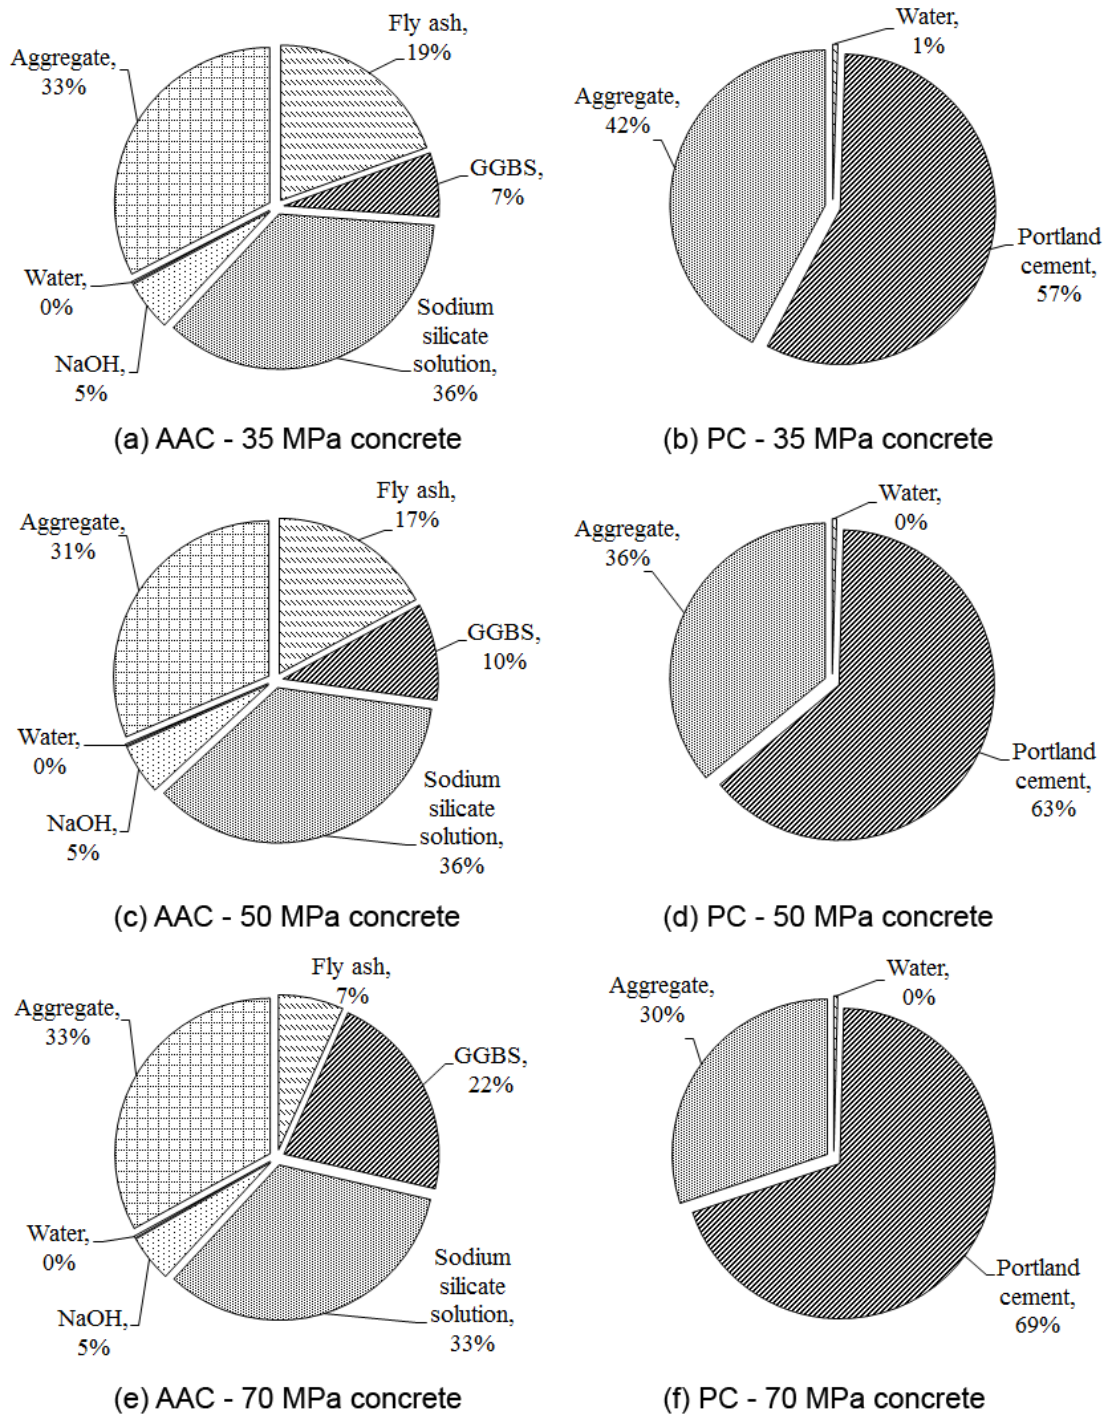 Fly ash,
19%
Aggregate,
33%
GGBS,
7%
Water,
0%
Sodium
silicate
solution,
36%
NaOH,
5%
(a) AAC - 35 MPa concrete
Water,
1%
Aggregate,
42%
Portland
cement,
57%
(b) PC - 35 MPa concrete
Fly ash,
17%
Aggregate,
31%
GGBS,
10%
Water,
0%
Sodium
silicate
solution,
36%
NaOH,
5%
(c) AAC - 50 MPa concrete
Water,
0%
Aggregate,
36%
Portland
cement,
63%
(d) PC - 50 MPa concrete
Fly ash,
7%
Aggregate,
33%
GGBS,
22%
Water,
0%
Sodium
silicate
solution,
33%
NaOH,
5%
(e) AAC - 70 MPa concrete
Water,
0%
Aggregate,
30%
Portland
cement,
69%
(f) PC - 70 MPa concrete